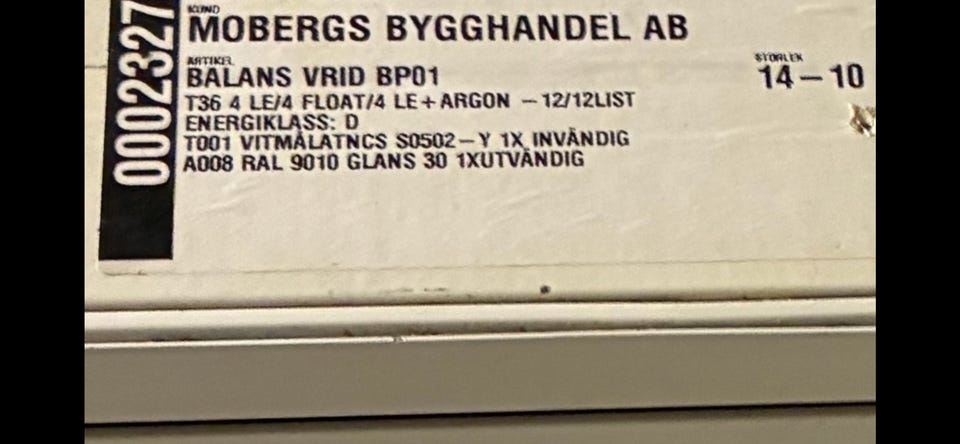 KUND
MOBERGS BYGGHANDEL AB
ARTIKEL
BALANS VRID BP01
STORLEK
14-10
T36 4 LE/4 FLOAT/4 LE+ARGON -12/12LIST
ENERGIKLASS: D
T001 VITMÅLATNCS S0502-Y 1X INVÄNDIG
A008 RAL 9010 GLANS 30 1XUTVÄNDIG
0002327